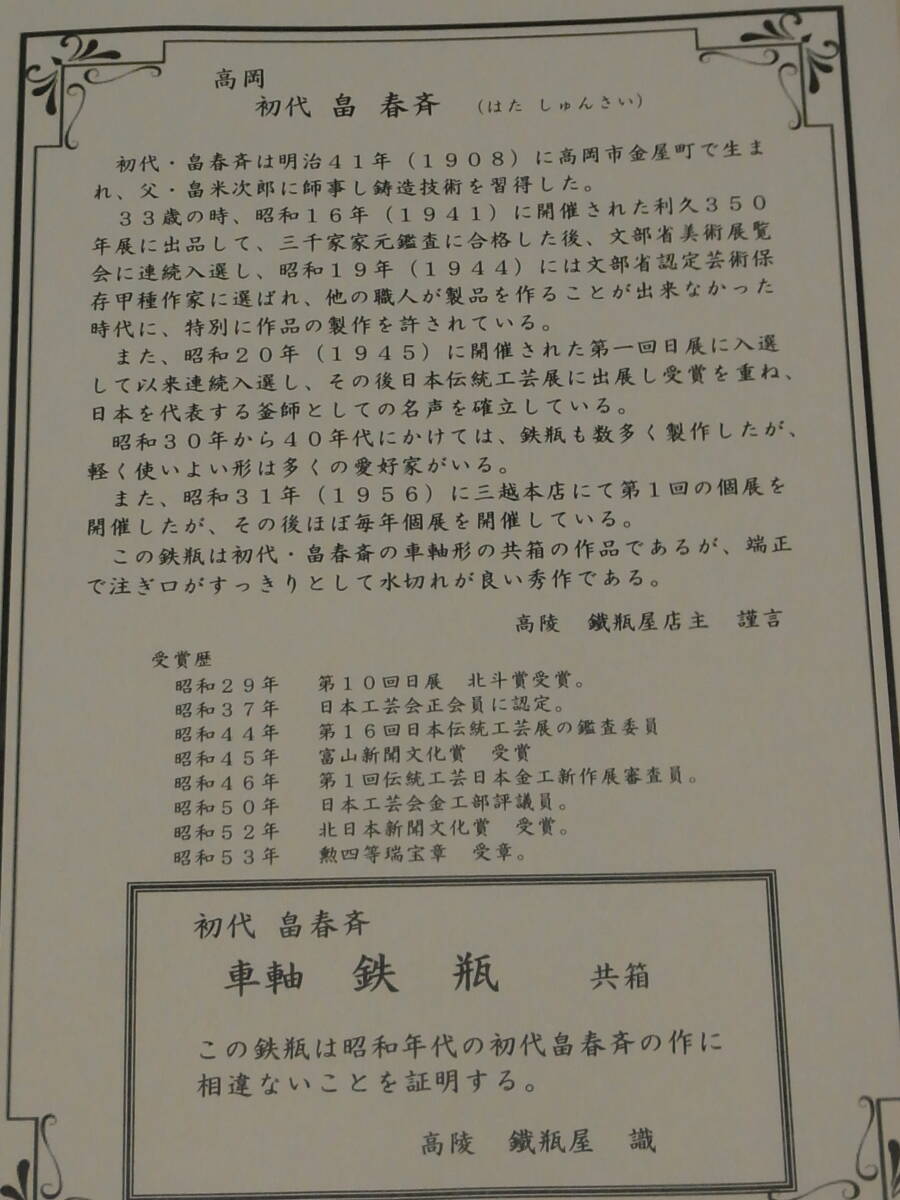 高岡
初代 畠 春斉 （はた しゅんさい）
初代・畠春斉は明治４１年（１９０８）に高岡市金屋町で生ま
れ、父・畠米次郎に師事し鋳造技術を習得した。
３３歳の時、昭和１６年（１９４１）に開催された利久３５０
年展に出品して、三千家家元鑑査に合格した後、文部省美術展覧
会に連続入選し、昭和１９年（１９４４）には文部省認定芸術保
存甲種作家に選ばれ、他の職人が製品を作ることが出来なかった
時代に、特別に作品の製作を許されている。
また、昭和２０年（１９４５）に開催された第一回日展に入選
して以来連続入選し、その後日本伝統工芸展に出展し受賞を重ね、
日本を代表する釜師としての名声を確立している。
昭和３０年から４０年代にかけては、鉄瓶も数多く製作したが、
軽く使いよい形は多くの愛好家がいる。
また、昭和３１年（１９５６）に三越本店にて第１回の個展を
開催したが、その後ほぼ毎年個展を開催している。
この鉄瓶は初代・畠春斎の車軸形の共箱の作品であるが、端正
で注ぎ口がすっきりとして水切れが良い秀作である。
高陵 鐵瓶屋店主 謹言
受賞歴
昭和２９年 第１０回日展 北斗賞受賞。
昭和３７年 日本工芸会正会員に認定。
昭和４４年 第１６回日本伝統工芸展の鑑査委員
昭和４５年 富山新聞文化賞 受賞
昭和４６年 第１回伝統工芸日本金工新作展審査員。
昭和５０年 日本工芸会金工部評議員。
昭和５２年 北日本新聞文化賞 受賞。
昭和５３年 勲四等瑞宝章 受章。
初代 畠春斉
車軸 鉄 瓶 共箱
この鉄瓶は昭和年代の初代畠春斉の作に
相違ないことを証明する。
高陵 鐵瓶屋 識